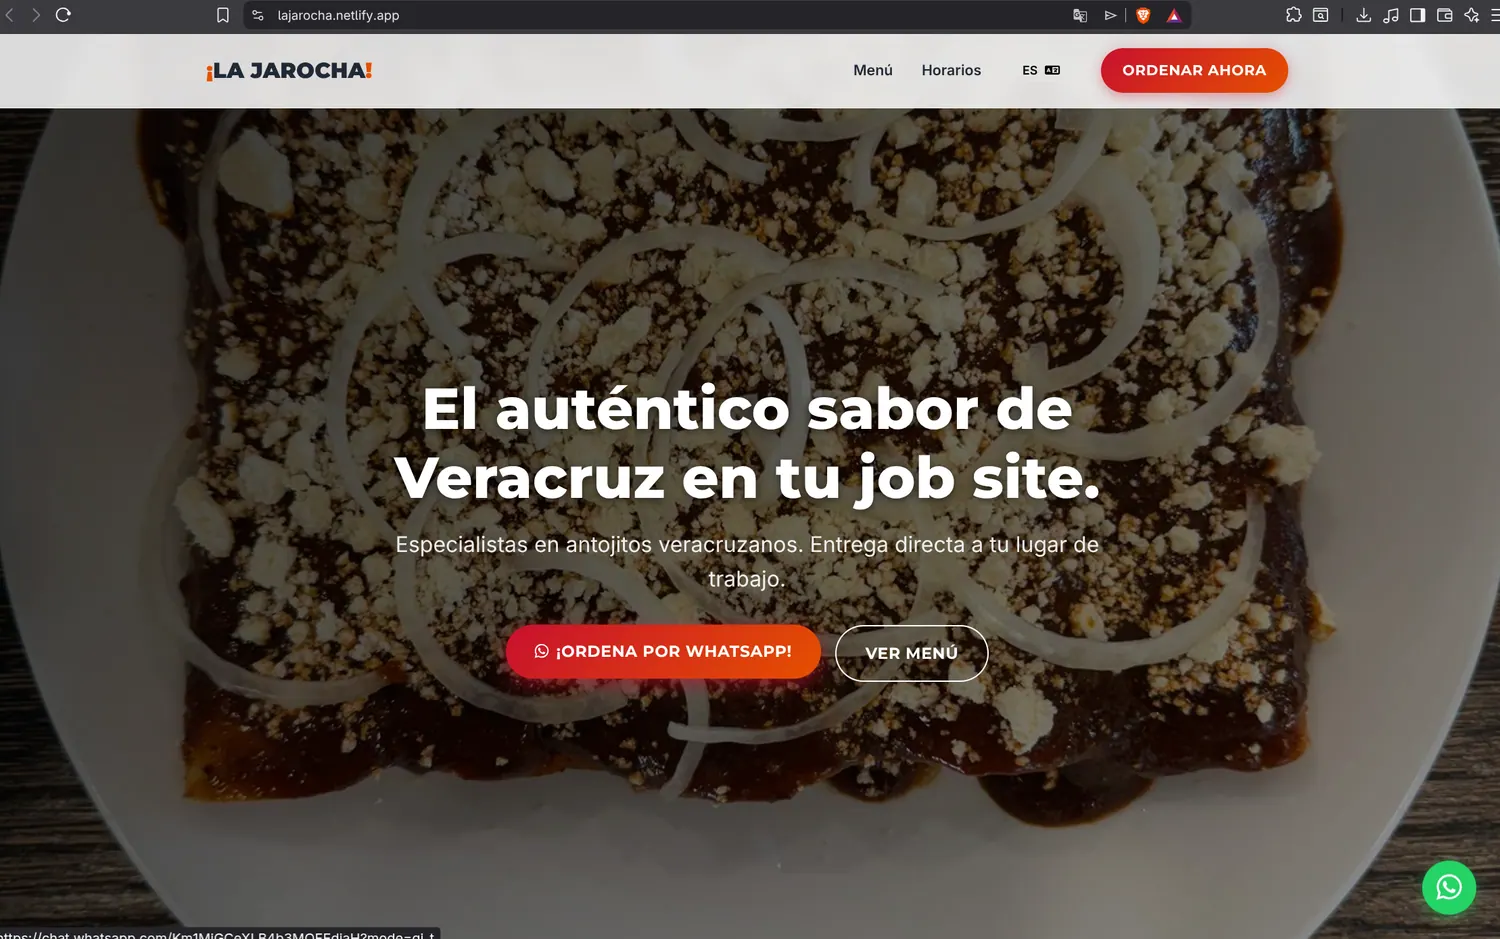 lajarocha.netlify.app
¡LA JAROCHA!
Menú
Horarios
ES
ORDENAR AHORA
El auténtico sabor de
Veracruz en tu job site.
Especialistas en antojitos veracruzanos. Entrega directa a tu lugar de
trabajo.
¡ORDENA POR WHATSAPP!
VER MENÚ